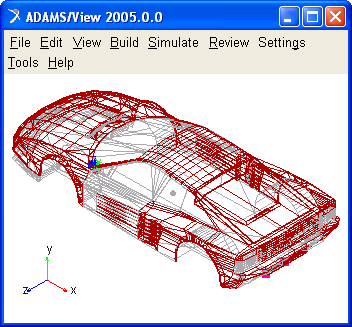 ADAMS/View 2005.0.0
File Edit View Build Simulate Review Settings
Tools Help
y
z x